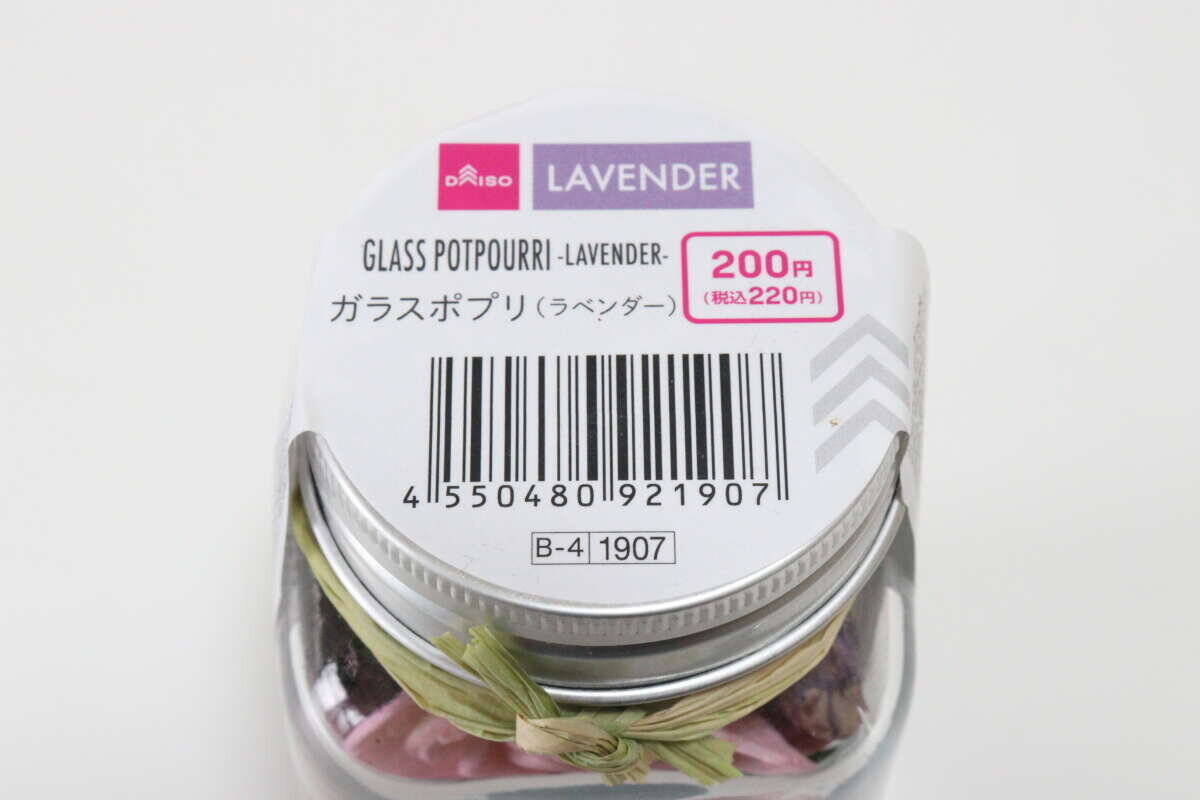 DAISO LAVENDER
GLASS POTPOURRI -LAVENDER-
ガラスポプリ（ラベンダー）
200円
（税込220円）
4 550480 921907
B-4 1907